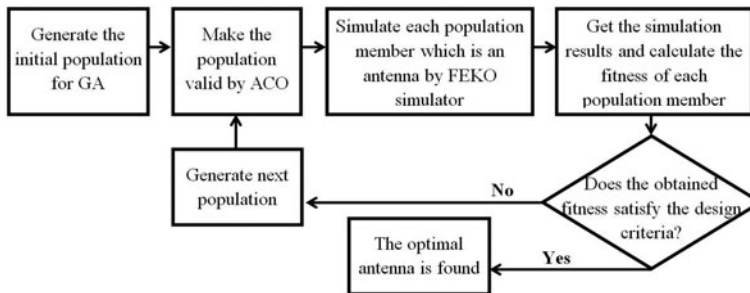 Generate the
initial population
for GA
Make the
population
valid by ACO
Simulate each population
member which is an
antenna by FEKO
simulator
Get the simulation
results and calculate the
fitness of each
population member
Does the obtained
fitness satisfy the design
criteria?
No
Generate next
population
Yes
The optimal
antenna is found